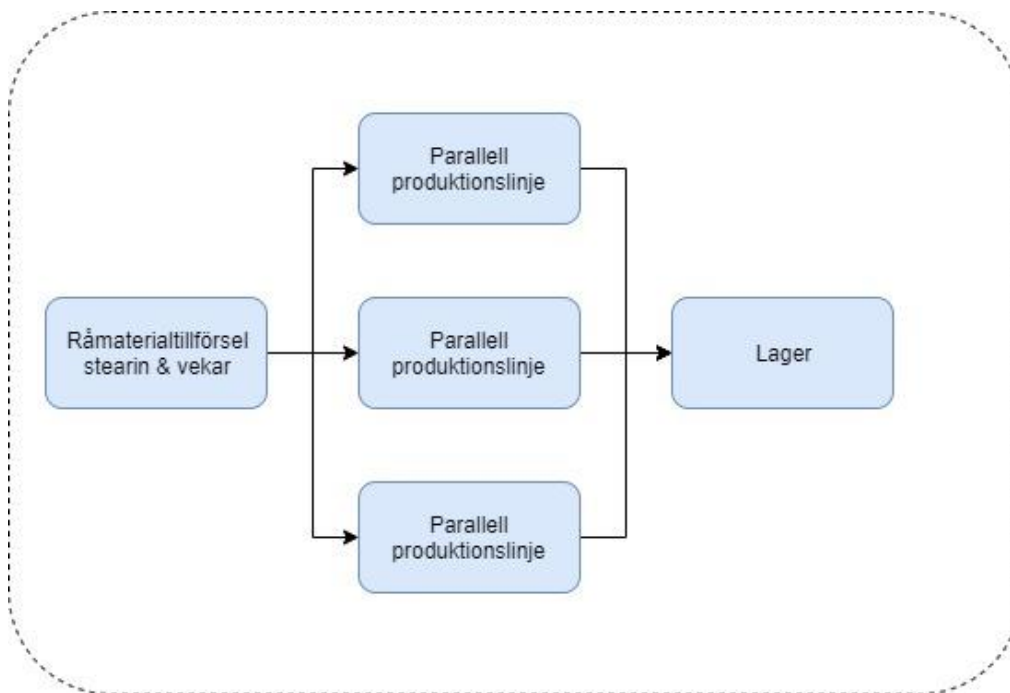 Parallell
produktionslinje
Råmaterialtillförsel
stearin & vekar
Parallell
produktionslinje
Lager
Parallell
produktionslinje